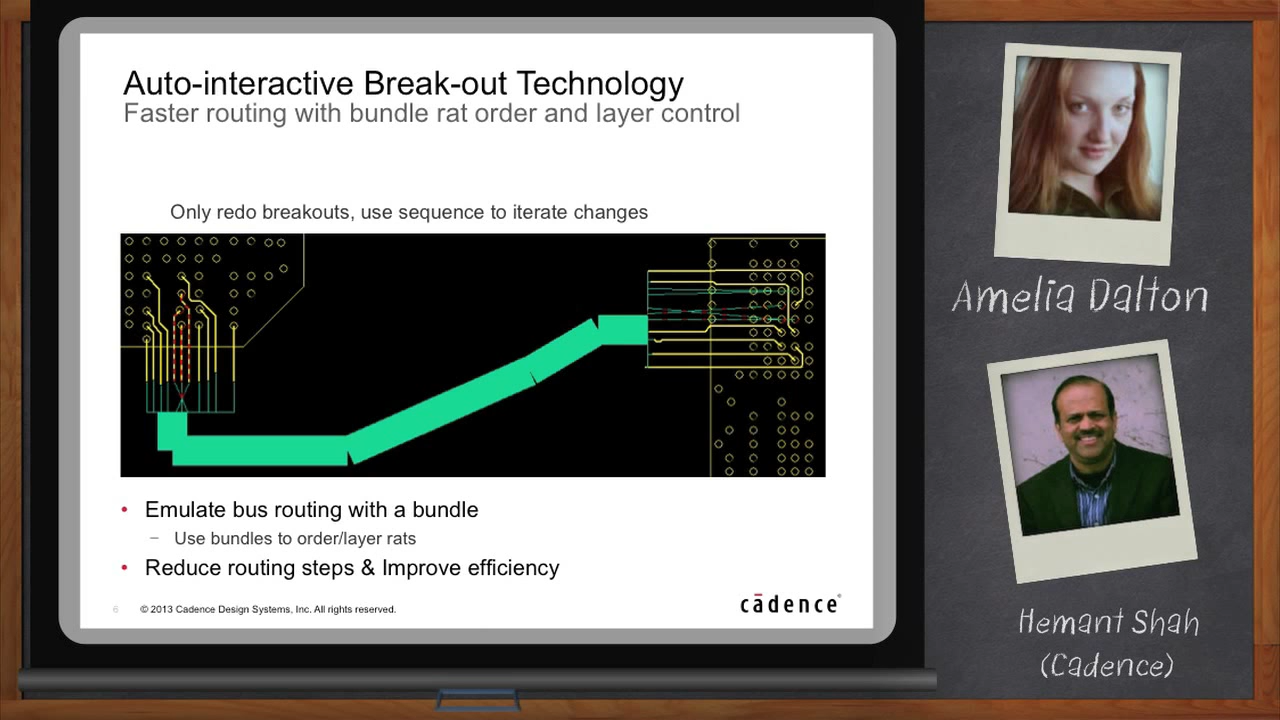 Auto-interactive Break-out Technology
Faster routing with bundle rat order and layer control
Only redo breakouts, use sequence to iterate changes
• Emulate bus routing with a bundle
– Use bundles to order/layer rats
• Reduce routing steps & Improve efficiency
6 © 2013 Cadence Design Systems, Inc. All rights reserved.
cādence®
Amelia Dalton
Hemant Shah
(Cadence)